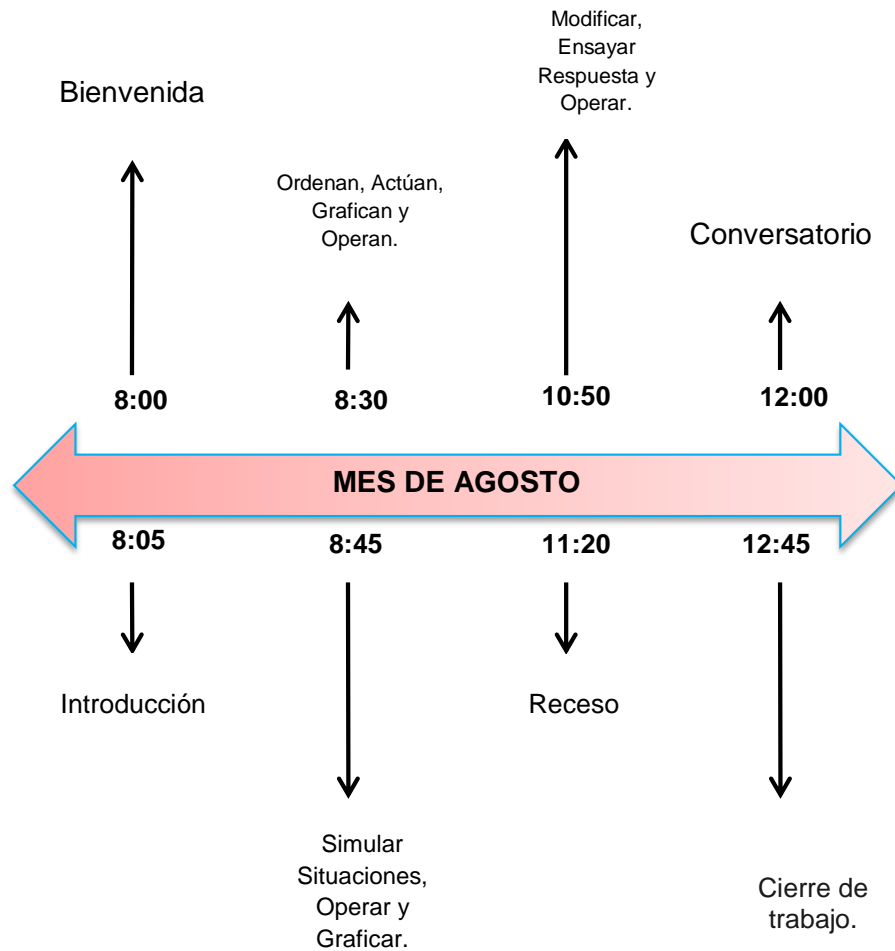 Modificar,
Ensayar
Respuesta y
Operar.
Bienvenida
Ordenan, Actúan,
Grafican y
Operan.
Conversatorio
8:00
8:30
10:50
12:00
MES DE AGOSTO
8:05
8:45
11:20
12:45
Introducción
Receso
Simular
Situaciones,
Operar y
Graficar.
Cierre de
trabajo.